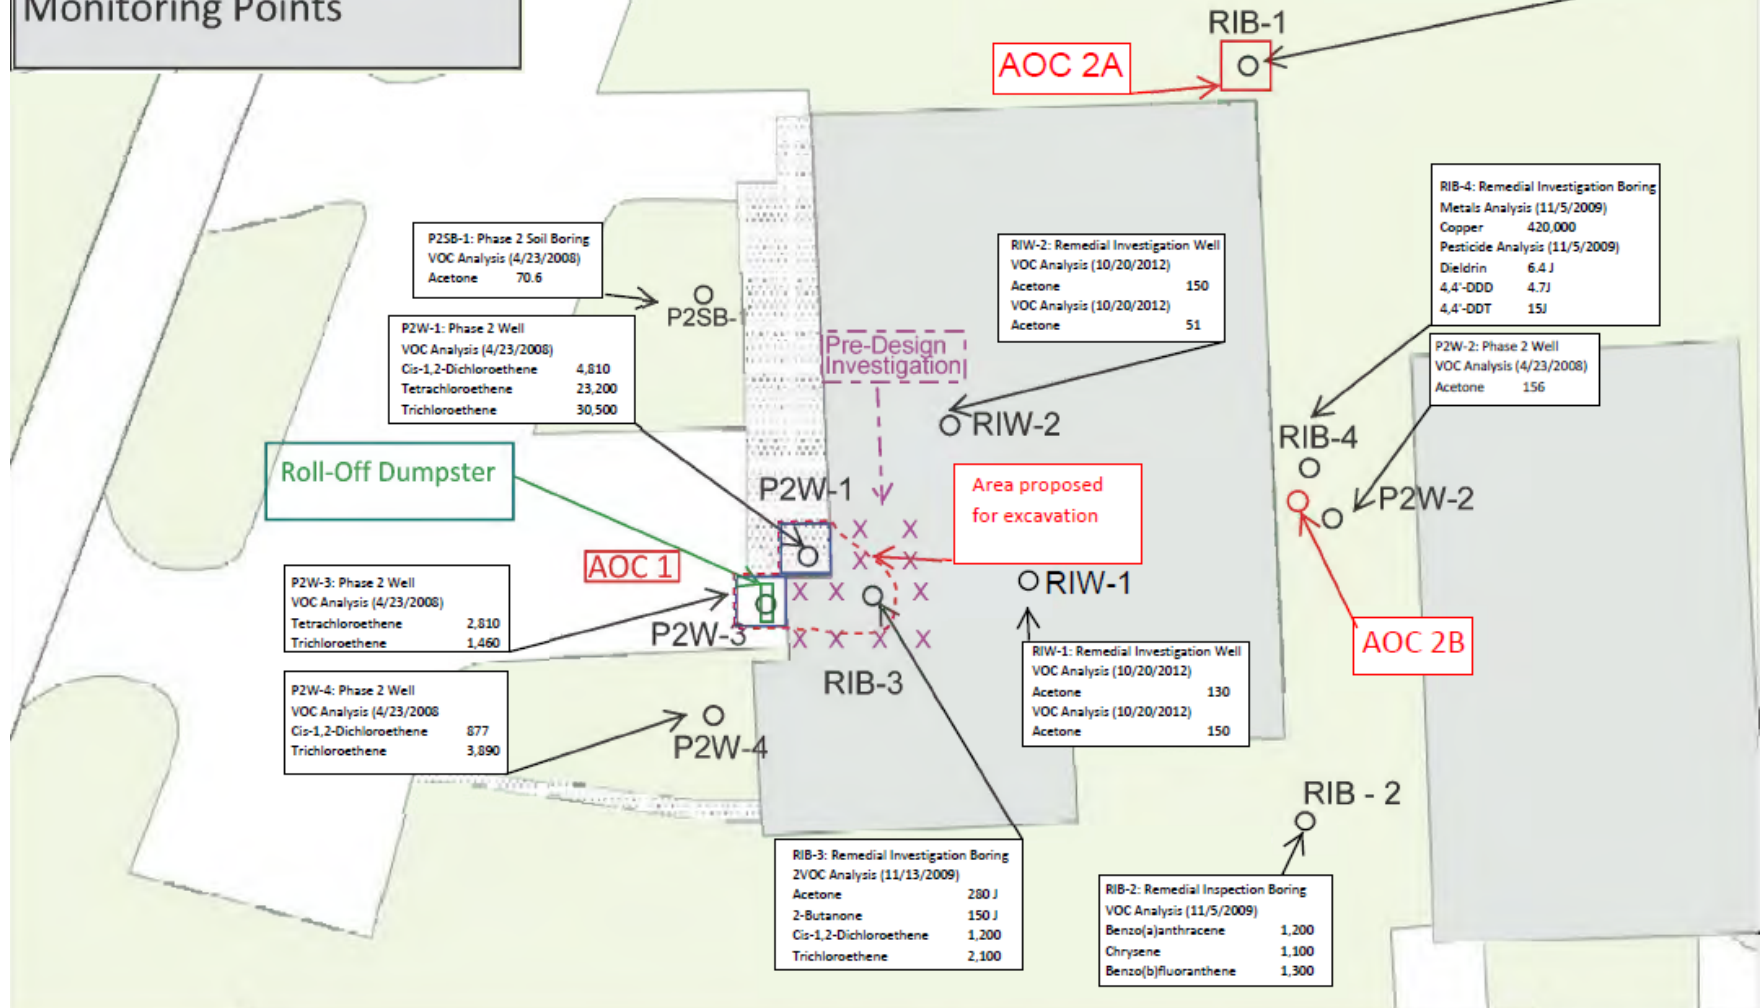 Monitoring Points
RIB-1
AOC 2A
RIB-4: Remedial Investigation Boring
Metals Analysis (11/5/2009)
Copper 420,000
Pesticide Analysis (11/5/2009)
Dieldrin 6.4 J
4,4'-DDD 4.7J
4,4'-DDT 15J
P2SB-1: Phase 2 Soil Boring
VOC Analysis (4/23/2008)
Acetone 70.6
P2SB-1
RIW-2: Remedial Investigation Well
VOC Analysis (10/20/2012)
Acetone 150
VOC Analysis (10/20/2012)
Acetone 51
P2W-1: Phase 2 Well
VOC Analysis (4/23/2008)
Cis-1,2-Dichloroethene 4,810
Tetrachloroethene 23,200
Trichloroethene 30,500
Pre-Design
Investigation
P2W-2: Phase 2 Well
VOC Analysis (4/23/2008)
Acetone 156
RIW-2
RIB-4
Roll-Off Dumpster
P2W-1
Area proposed
for excavation
P2W-2
X X
X X
AOC 1
X X X
RIW-1
P2W-3: Phase 2 Well
VOC Analysis (4/23/2008)
Tetrachloroethene 2,810
Trichloroethene 1,460
P2W-3
X X X X
AOC 2B
RIB-3
RIW-1: Remedial Investigation Well
VOC Analysis (10/20/2012)
Acetone 130
VOC Analysis (10/20/2012)
Acetone 150
P2W-4: Phase 2 Well
VOC Analysis (4/23/2008
Cis-1,2-Dichloroethene 877
Trichloroethene 3,890
P2W-4
RIB - 2
RIB-3: Remedial Investigation Boring
2VOC Analysis (11/13/2009)
Acetone 280 J
2-Butanone 150 J
Cis-1,2-Dichloroethene 1,200
Trichloroethene 2,100
RIB-2: Remedial Inspection Boring
VOC Analysis (11/5/2009)
Benzo(a)anthracene 1,200
Chrysene 1,100
Benzo(b)fluoranthene 1,300